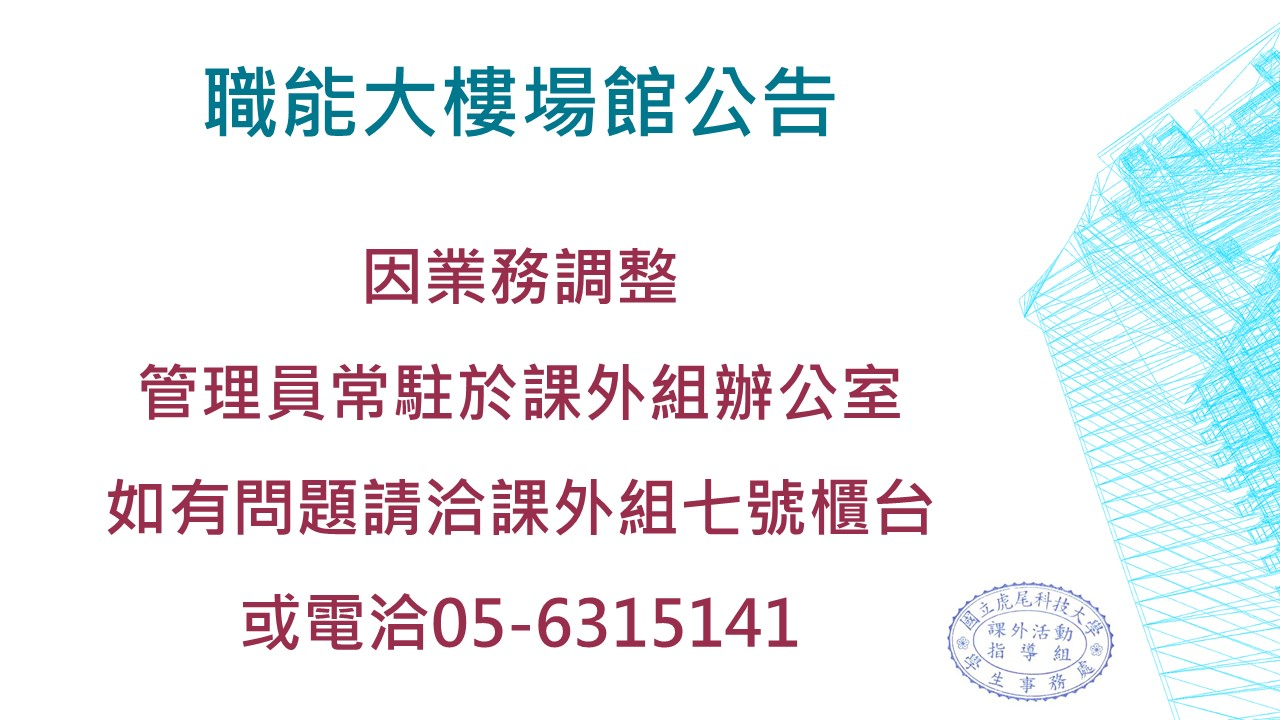 職能大樓場館公告
因業務調整
管理員常駐於課外組辦公室
如有問題請洽課外組七號櫃台
或電洽05-6315141
國立虎尾科技大學
課外活動
指導組
學生事務處